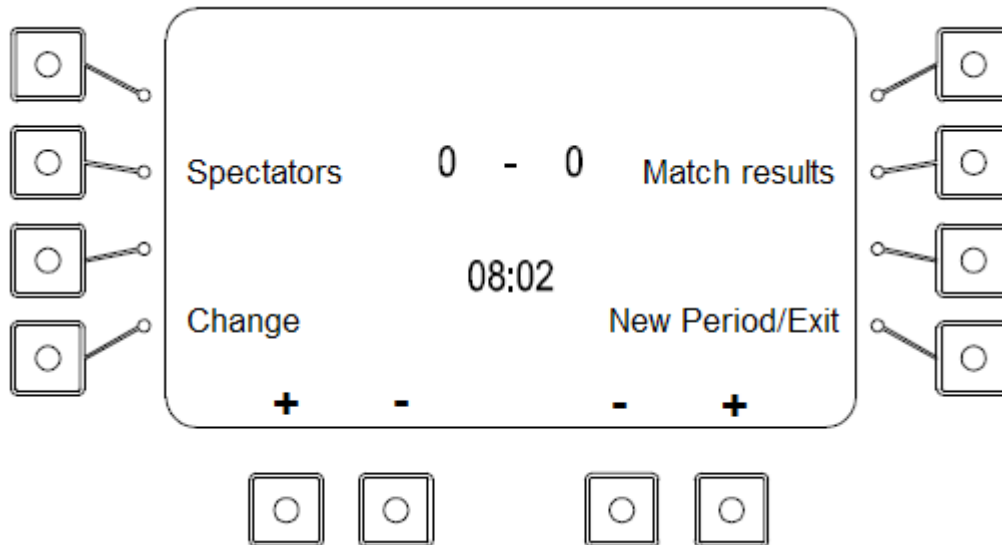 Spectators 0 - 0 Match results
08:02
Change New Period/Exit
+ - - +